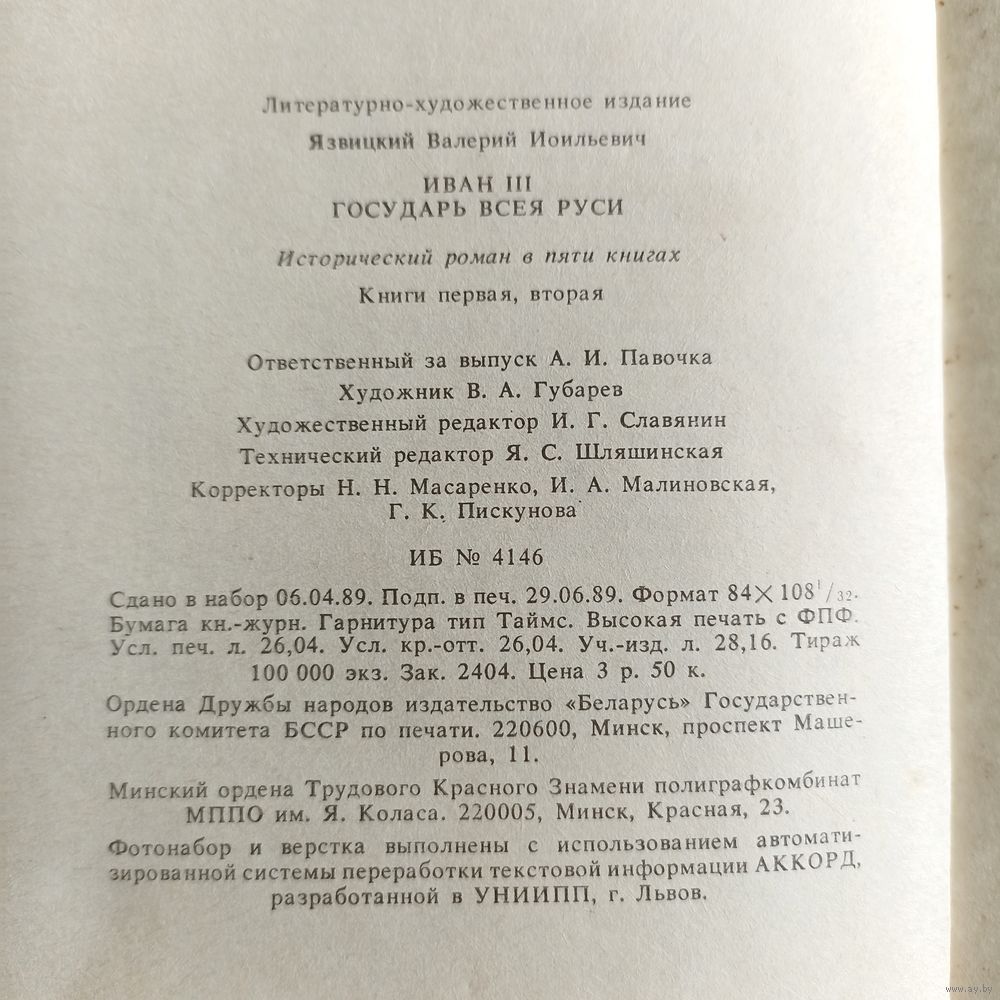 Литературно-художественное издание
Язвицкий Валерий Иоильевич
ИВАН III
ГОСУДАРЬ ВСЕЯ РУСИ
Исторический роман в пяти книгах
Книги первая, вторая
Ответственный за выпуск А. И. Павочка
Художник В. А. Губарев
Художественный редактор И. Г. Славянин
Технический редактор Я. С. Шляшинская
Корректоры Н. Н. Масаренко, И. А. Малиновская,
Г. К. Пискунова
ИБ № 4146
Сдано в набор 06.04.89. Подп. в печ. 29.06.89. Формат 84×108¹/₃₂.
Бумага кн.-журн. Гарнитура тип Таймс. Высокая печать с ФПФ.
Усл. печ. л. 26,04. Усл. кр.-отт. 26,04. Уч.-изд. л. 28,16. Тираж
100 000 экз. Зак. 2404. Цена 3 р. 50 к.
Ордена Дружбы народов издательство «Беларусь» Государствен-
ного комитета БССР по печати. 220600, Минск, проспект Маше-
рова, 11.
Минский ордена Трудового Красного Знамени полиграфкомбинат
МППО им. Я. Коласа. 220005, Минск, Красная, 23.
Фотонабор и верстка выполнены с использованием автомати-
зированной системы переработки текстовой информации АККОРД,
разработанной в УНИИПП, г. Львов.
www.ay.by